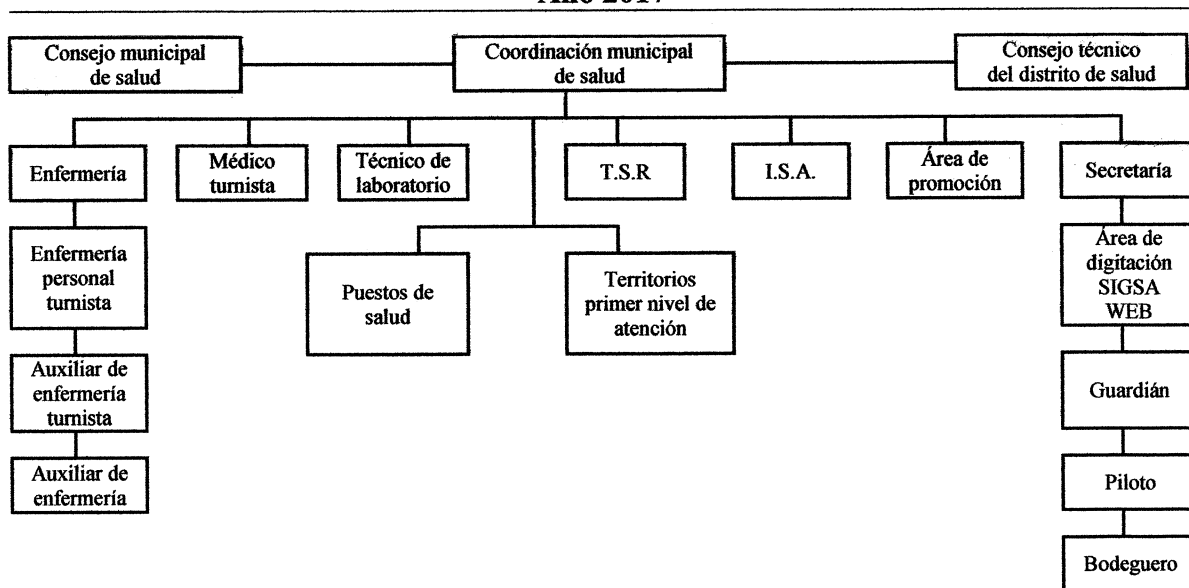 Año 2017
Consejo municipal
de salud
Coordinación municipal
de salud
Consejo técnico
del distrito de salud
Enfermería
Médico
turnista
Técnico de
laboratorio
T.S.R
I.S.A.
Área de
promoción
Secretaría
Enfermería
personal
turnista
Puestos de
salud
Territorios
primer nivel de
atención
Área de
digitación
SIGSA
WEB
Auxiliar de
enfermería
turnista
Guardián
Auxiliar de
enfermería
Piloto
Bodeguero